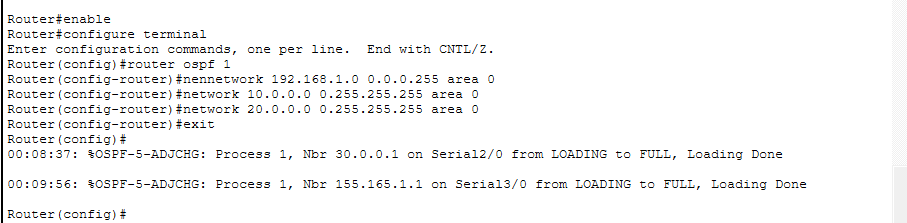 Router#enable
Router#configure terminal
Enter configuration commands, one per line.  End with CNTL/Z.
Router(config)#router ospf 1
Router(config-router)#nennetwork 192.168.1.0 0.0.0.255 area 0
Router(config-router)#network 10.0.0.0 0.255.255.255 area 0
Router(config-router)#network 20.0.0.0 0.255.255.255 area 0
Router(config-router)#exit
Router(config)#
00:08:37: %OSPF-5-ADJCHG: Process 1, Nbr 30.0.0.1 on Serial2/0 from LOADING to FULL, Loading Done
00:09:56: %OSPF-5-ADJCHG: Process 1, Nbr 155.165.1.1 on Serial3/0 from LOADING to FULL, Loading Done
Router(config)#